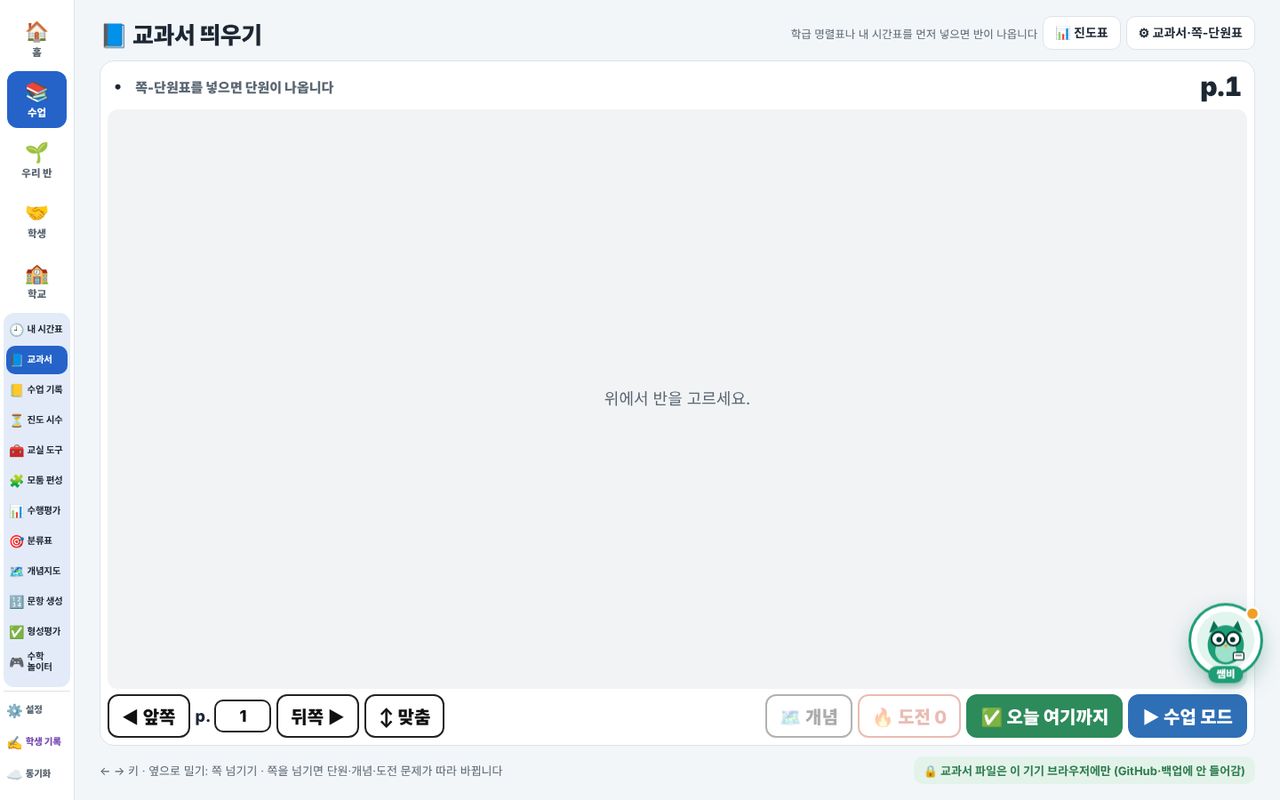 홈
수업
우리 반
학생
학교
내 시간표
교과서
수업 기록
진도 시수
교실 도구
모둠 편성
수행평가
분류표
개념지도
문항 생성
형성평가
수학
놀이터
설정
학생 기록
동기화
교과서 띄우기
학급 명렬표나 내 시간표를 먼저 넣으면 반이 나옵니다
진도표
교과서·쪽-단원표
• 쪽-단원표를 넣으면 단원이 나옵니다
p.1
위에서 반을 고르세요.
쌤비
◀ 앞쪽
p. 1
뒤쪽 ▶
↕ 맞춤
개념
도전 0
오늘 여기까지
▶ 수업 모드
← → 키 · 옆으로 밀기: 쪽 넘기기 · 쪽을 넘기면 단원·개념·도전 문제가 따라 바뀝니다
교과서 파일은 이 기기 브라우저에만 (GitHub·백업에 안 들어감)